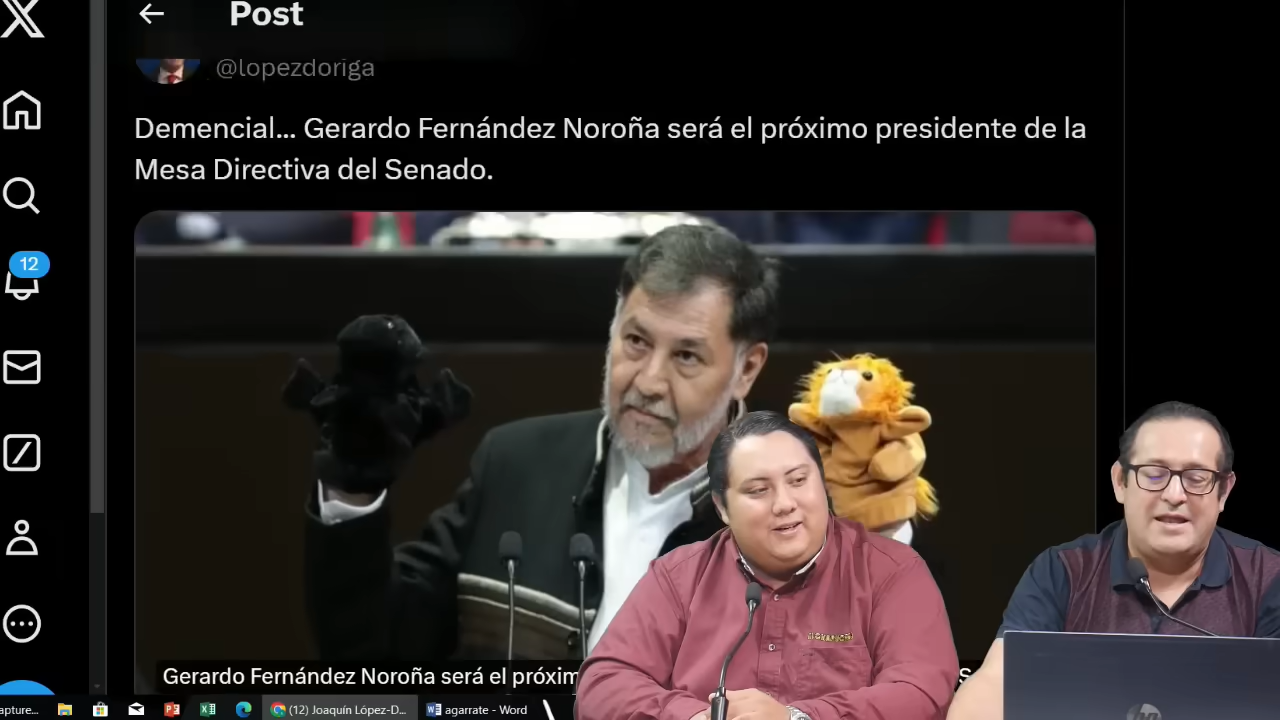 Post
@lopezdoriga
Demencial... Gerardo Fernández Noroña será el próximo presidente de la
Mesa Directiva del Senado.
12
Gerardo Fernández Noroña será el próxim
S
apture...
(12) Joaquín López-D...
agarrate - Word